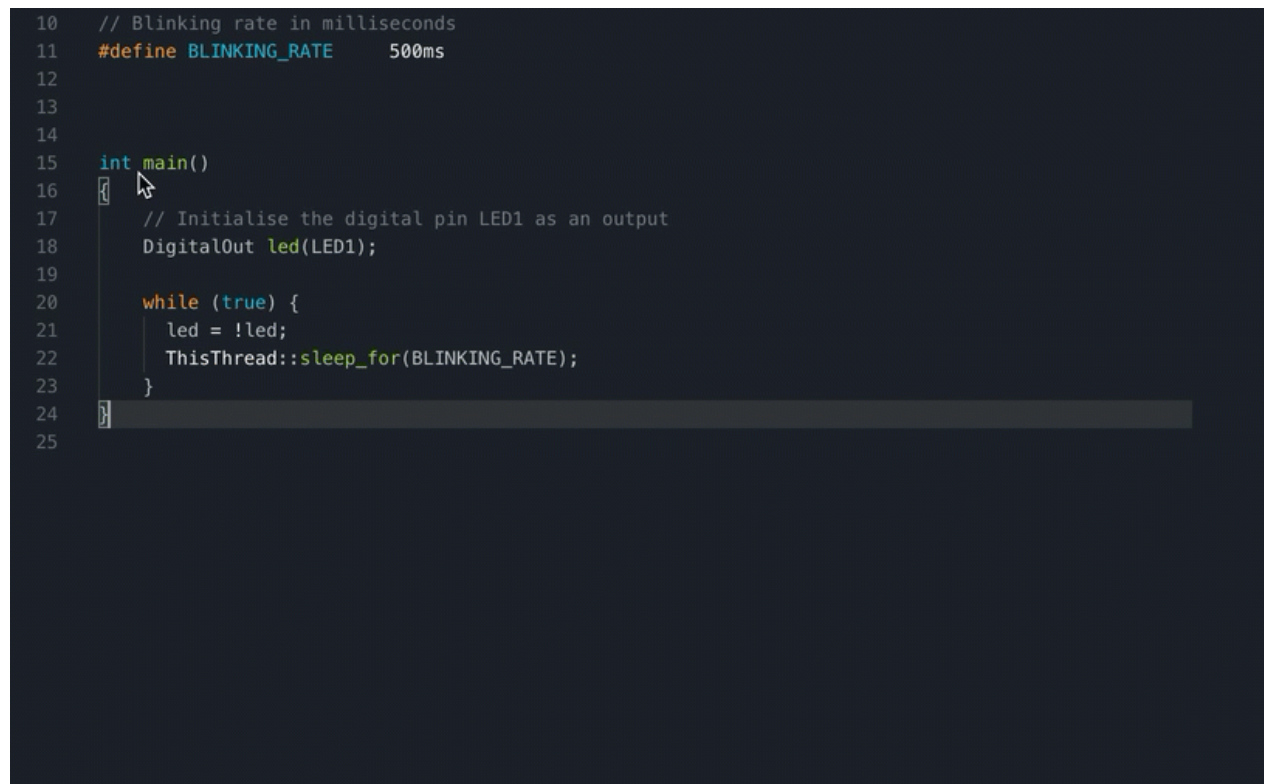 10 // Blinking rate in milliseconds
11 #define BLINKING_RATE     500ms
12
13
14
15 int main()
16 {
17     // Initialise the digital pin LED1 as an output
18     DigitalOut led(LED1);
19
20     while (true) {
21       led = !led;
22       ThisThread::sleep_for(BLINKING_RATE);
23     }
24 }
25